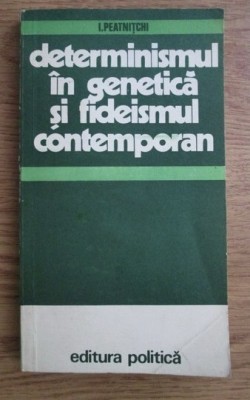 I.PEATNIȚCHI
determinismul
în genetică
și fideismul
contemporan
editura politică